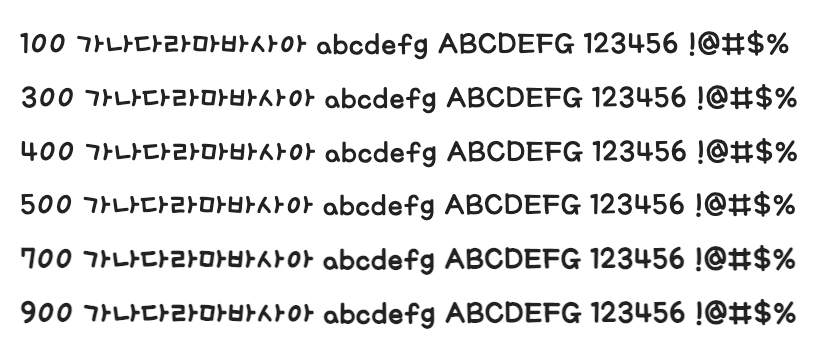 100 가나다라마바사아 abcdefg ABCDEFG 123456 !@#$%
300 가나다라마바사아 abcdefg ABCDEFG 123456 !@#$%
400 가나다라마바사아 abcdefg ABCDEFG 123456 !@#$%
500 가나다라마바사아 abcdefg ABCDEFG 123456 !@#$%
700 가나다라마바사아 abcdefg ABCDEFG 123456 !@#$%
900 가나다라마바사아 abcdefg ABCDEFG 123456 !@#$%